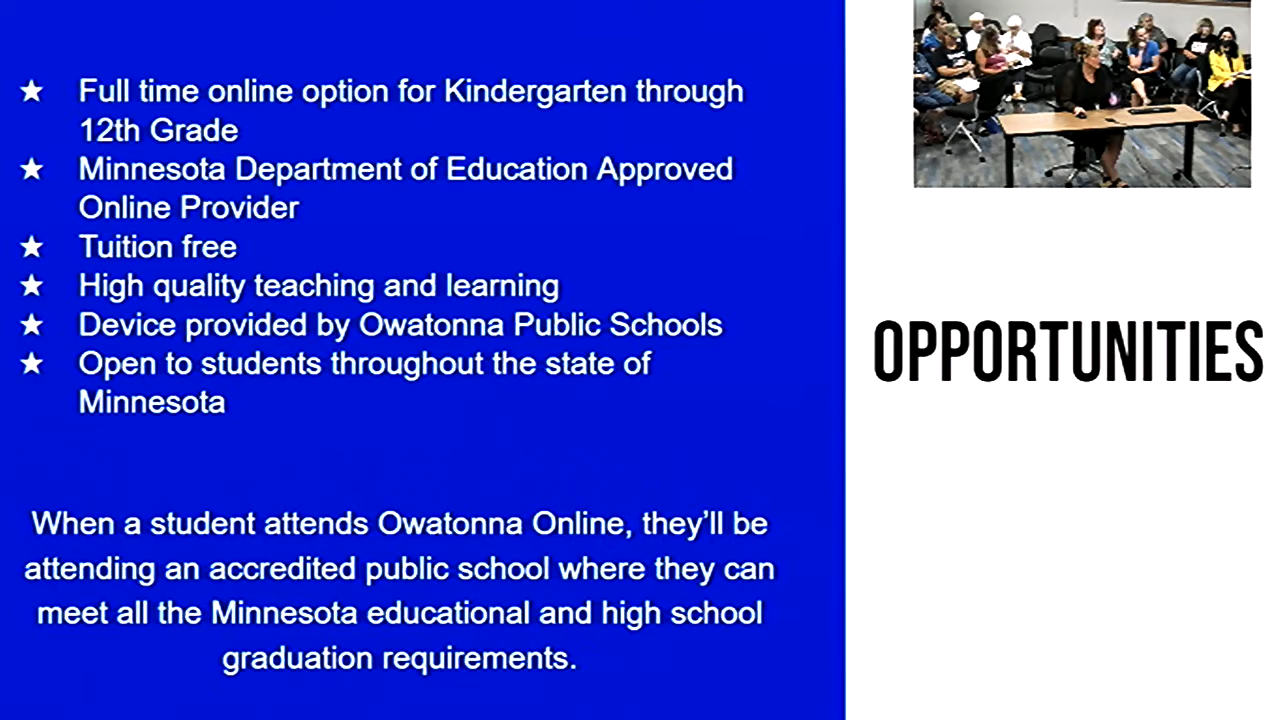 ★ Full time online option for Kindergarten through
12th Grade
★ Minnesota Department of Education Approved
Online Provider
★ Tuition free
★ High quality teaching and learning
★ Device provided by Owatonna Public Schools
★ Open to students throughout the state of
Minnesota
When a student attends Owatonna Online, they’ll be
attending an accredited public school where they can
meet all the Minnesota educational and high school
graduation requirements.
OPPORTUNITIES